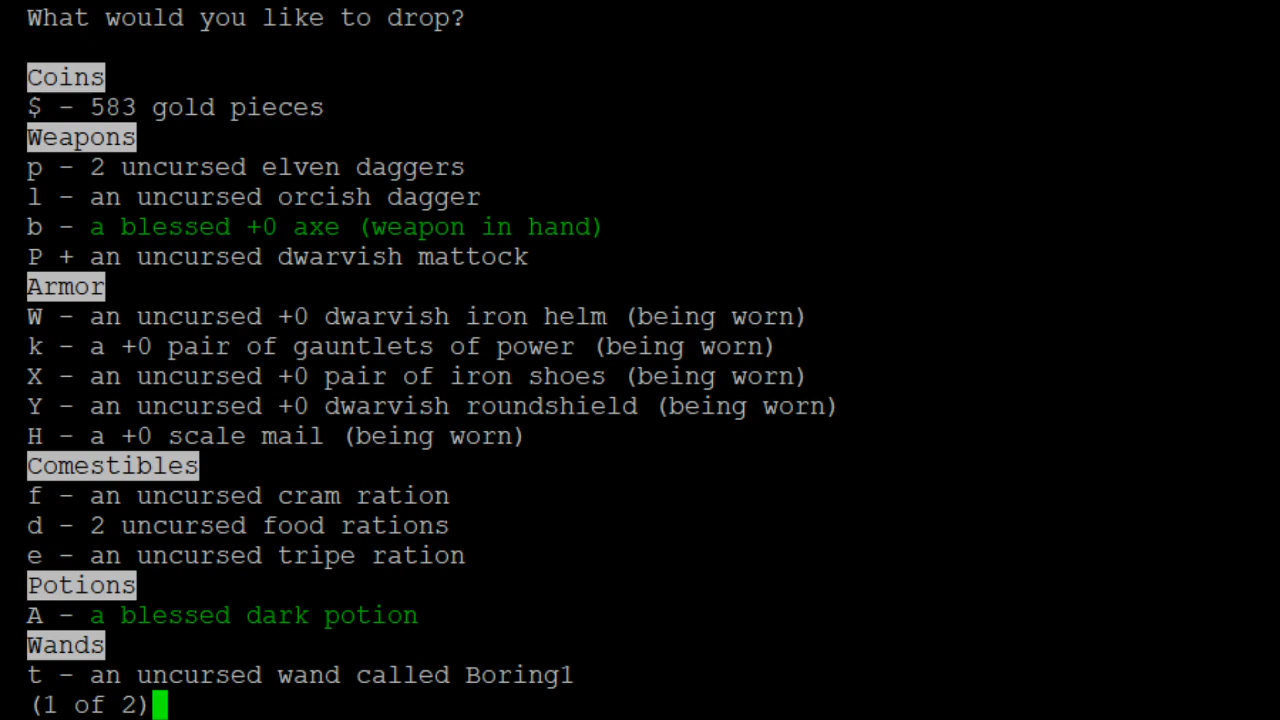 What would you like to drop?
Coins
$ - 583 gold pieces
Weapons
p - 2 uncursed elven daggers
l - an uncursed orcish dagger
b - a blessed +0 axe (weapon in hand)
P + an uncursed dwarvish mattock
Armor
W - an uncursed +0 dwarvish iron helm (being worn)
k - a +0 pair of gauntlets of power (being worn)
X - an uncursed +0 pair of iron shoes (being worn)
Y - an uncursed +0 dwarvish roundshield (being worn)
H - a +0 scale mail (being worn)
Comestibles
f - an uncursed cram ration
d - 2 uncursed food rations
e - an uncursed tripe ration
Potions
A - a blessed dark potion
Wands
t - an uncursed wand called Boring1
(1 of 2)